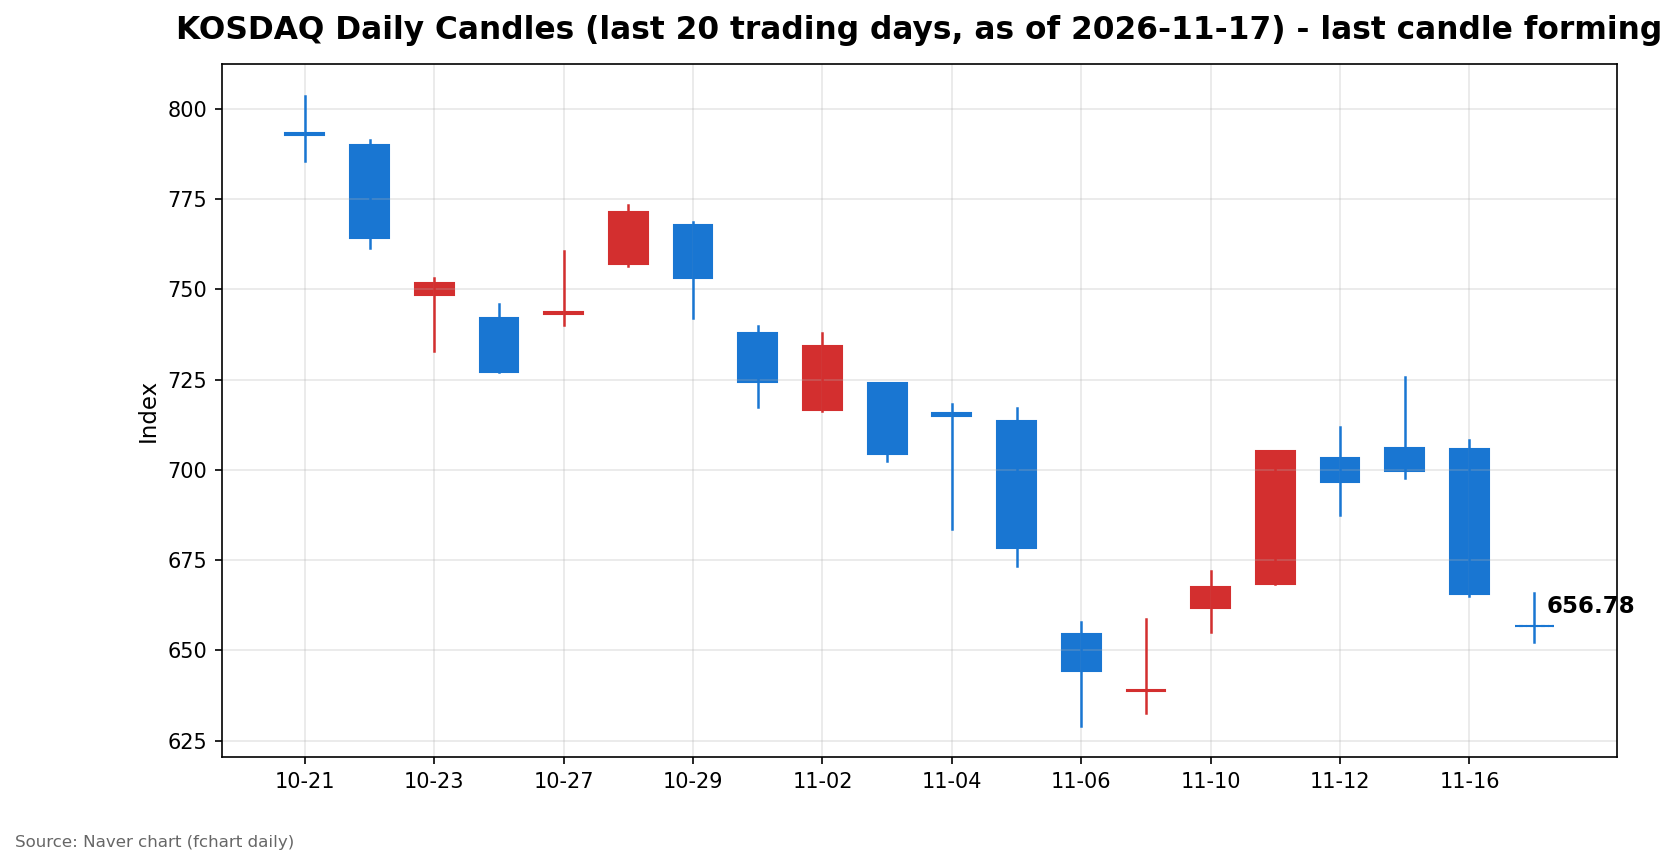 KOSDAQ Daily Candles (last 20 trading days, as of 2026-11-17) - last candle forming
800
775
750
725
700
675
650
625
Index
656.78
10-21 10-23 10-27 10-29 11-02 11-04 11-06 11-10 11-12 11-16
Source: Naver chart (fchart daily)